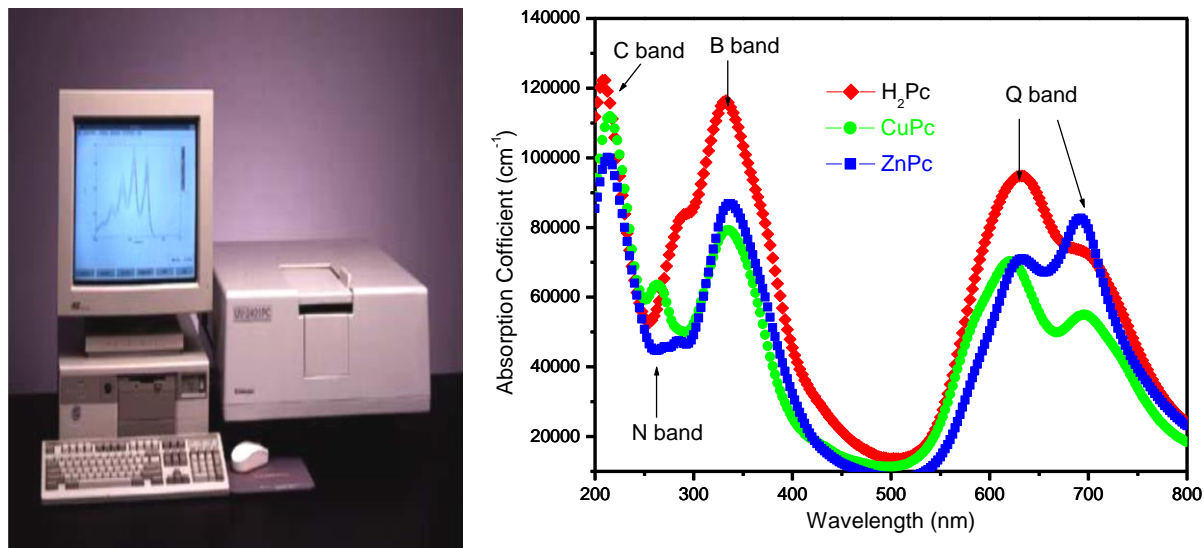 UV-2401PC
140000
120000
100000
80000
60000
40000
20000
Absorption Cofficient (cm⁻¹)
C band
B band
Q band
N band
H₂Pc
CuPc
ZnPc
200 300 400 500 600 700 800
Wavelength (nm)